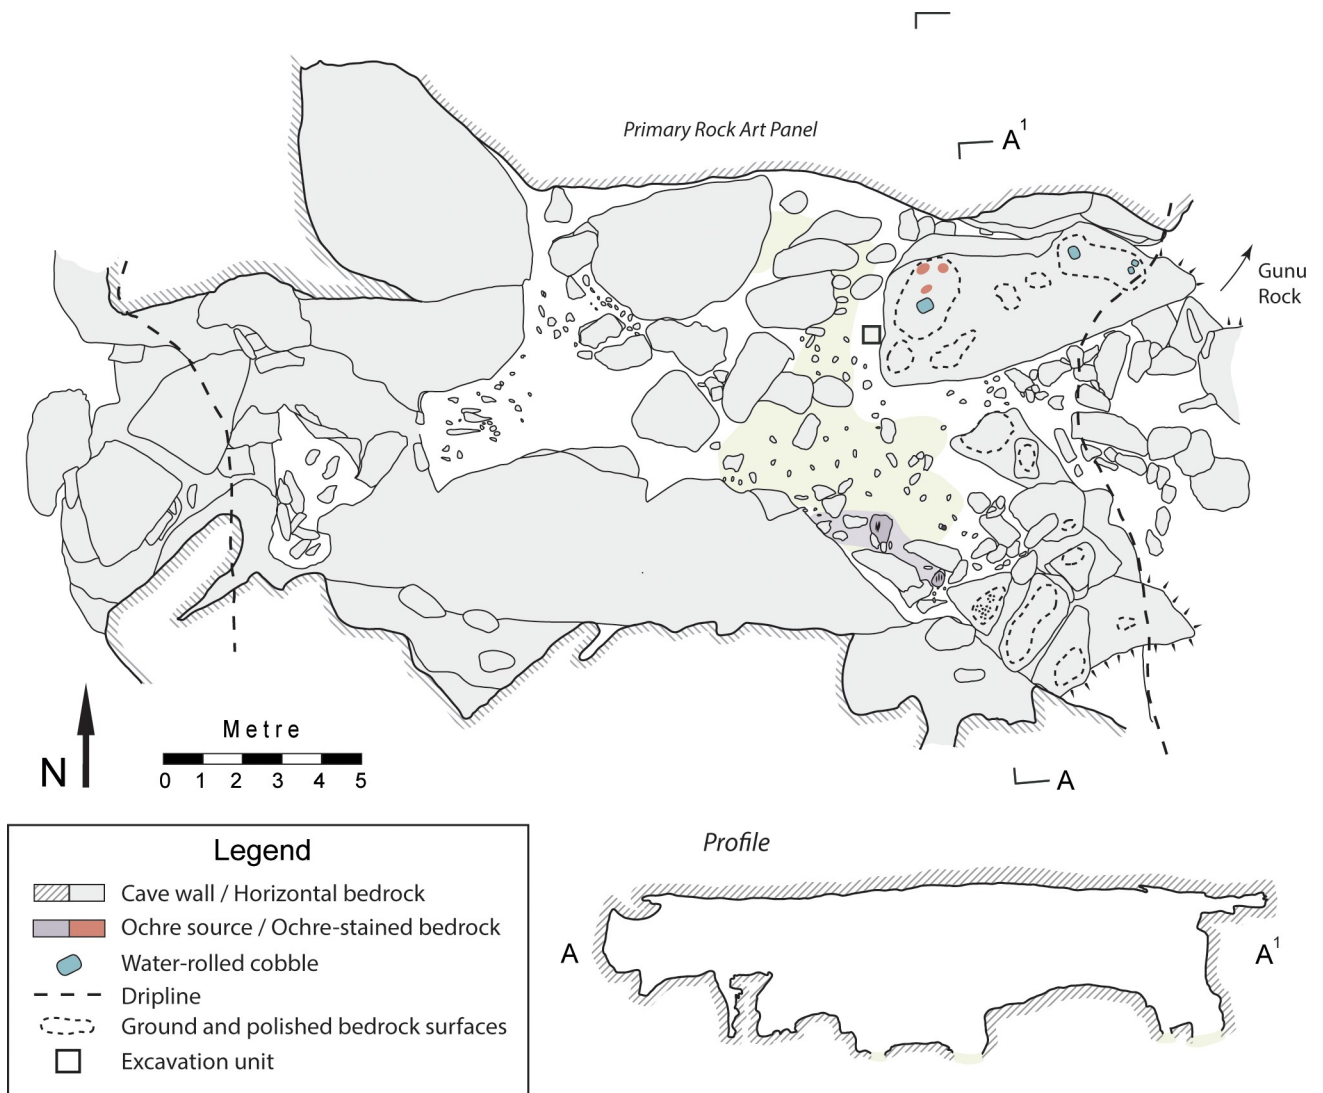 Primary Rock Art Panel
A1
Gunu
Rock
Metre
N
0 1 2 3 4 5
A
Legend
Cave wall / Horizontal bedrock
Ochre source / Ochre-stained bedrock
Water-rolled cobble
Dripline
Ground and polished bedrock surfaces
Excavation unit
Profile
A
A1